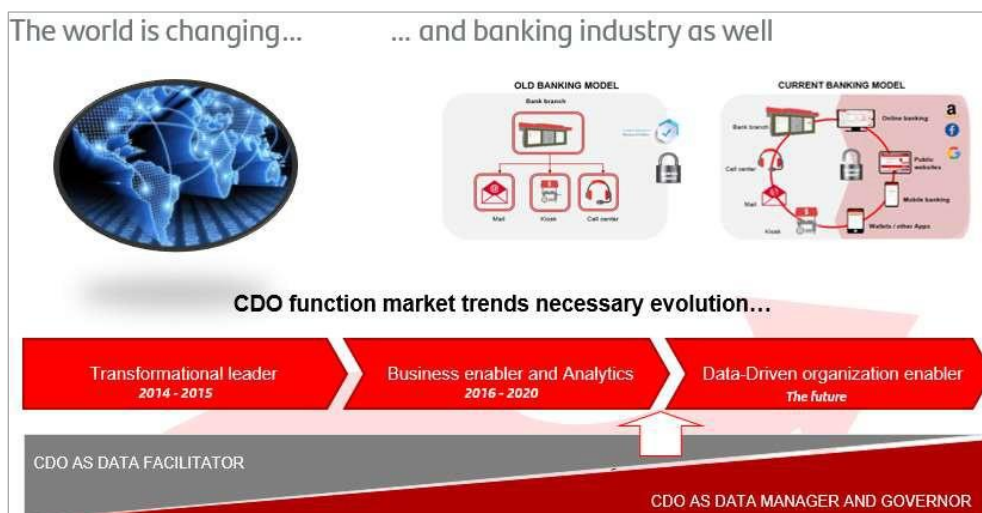 The world is changing...
... and banking industry as well
OLD BANKING MODEL
Bank branch
Mail
Kiosk
Call center
CURRENT BANKING MODEL
Bank branch
Online banking
a
f
G
Call center
Public
websites
Mail
Mobile banking
Kiosk
Wallets / other Apps
CDO function market trends necessary evolution...
Transformational leader
2014 - 2015
Business enabler and Analytics
2016 - 2020
Data-Driven organization enabler
The future
CDO AS DATA FACILITATOR
CDO AS DATA MANAGER AND GOVERNOR